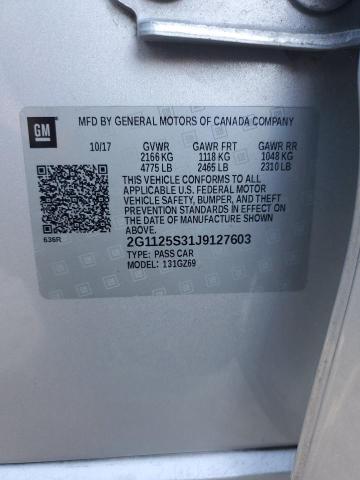 MFD BY GENERAL MOTORS OF CANADA COMPANY
GM
10/17 GVWR GAWR FRT GAWR RR
2166 KG 1118 KG 1048 KG
4775 LB 2465 LB 2310 LB
THIS VEHICLE CONFORMS TO ALL
APPLICABLE U.S. FEDERAL MOTOR
VEHICLE SAFETY, BUMPER, AND THEFT
PREVENTION STANDARDS IN EFFECT ON
THE DATE OF MANUFACTURE SHOWN
ABOVE.
636R
2G1125S31J9127603
TYPE: PASS CAR
MODEL: 131GZ69